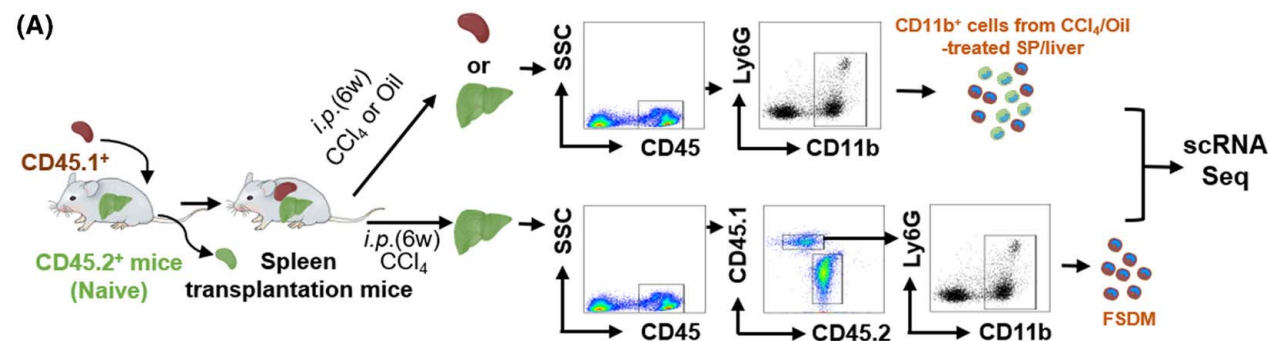 (A)
CD45.1⁺
CD45.2⁺ mice
(Naive)
Spleen
transplantation mice
i.p.(6w)
CCl₄ or Oil
i.p.(6w)
CCl₄
or
SSC
CD45
Ly6G
CD11b
CD11b⁺ cells from CCl₄/Oil
-treated SP/liver
SSC
CD45
CD45.1
CD45.2
Ly6G
CD11b
FSDM
scRNA
Seq